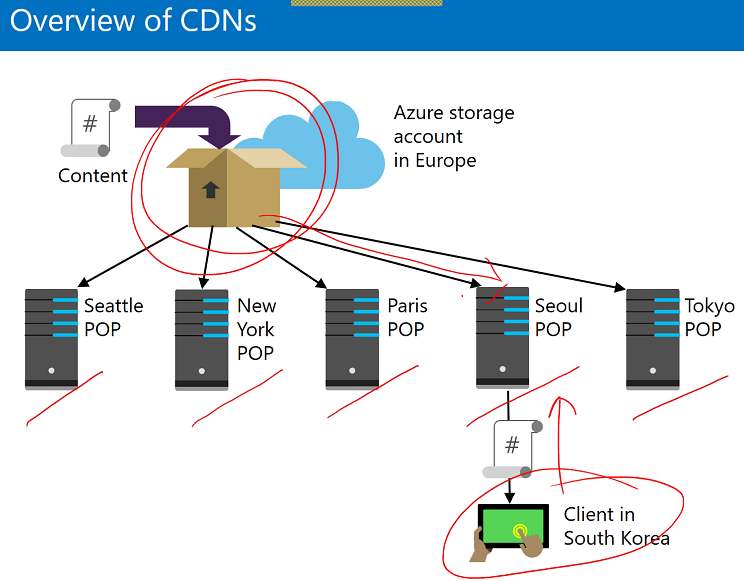 Overview of CDNs
#
Content
Azure storage
account
in Europe
Seattle
POP
New
York
POP
Paris
POP
Seoul
POP
Tokyo
POP
#
Client in
South Korea